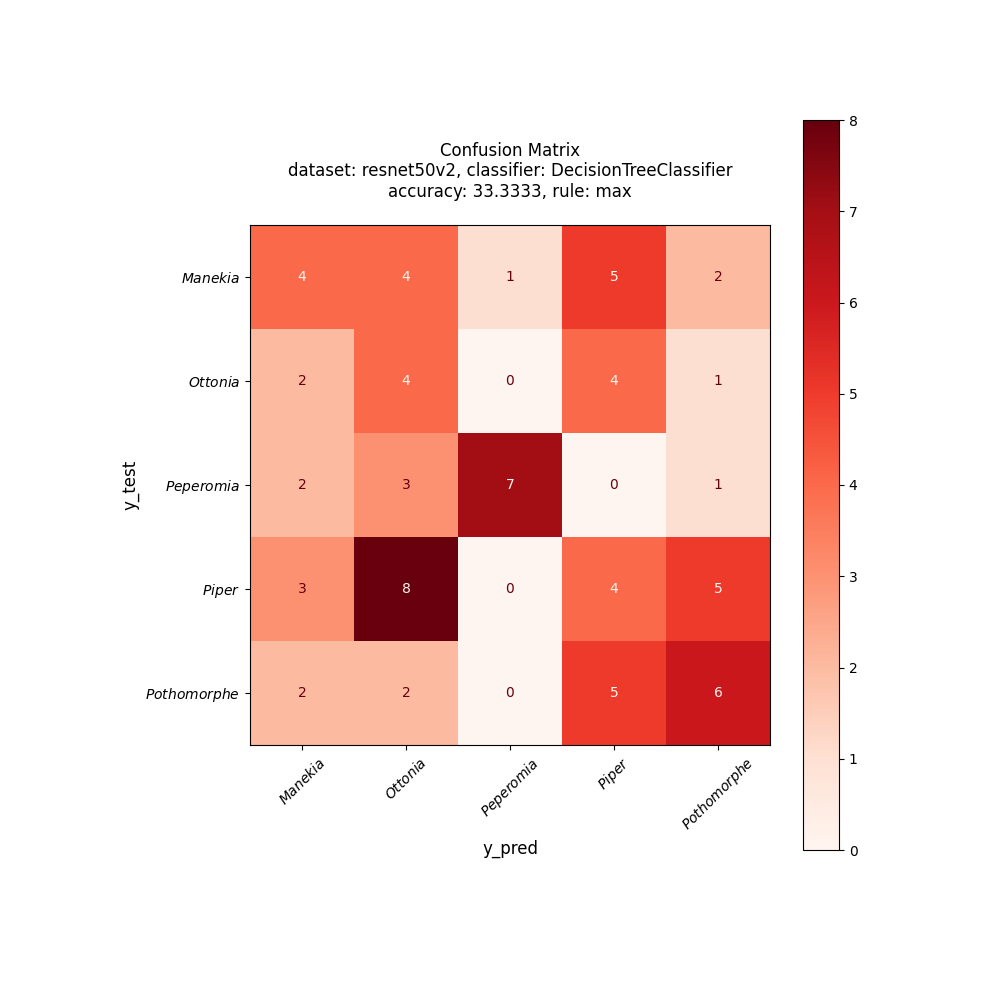 Confusion Matrix
dataset: resnet50v2, classifier: DecisionTreeClassifier
accuracy: 33.3333, rule: max
y_test
Manekia 4 4 1 5 2
Ottonia 2 4 0 4 1
Peperomia 2 3 7 0 1
Piper 3 8 0 4 5
Pothomorphe 2 2 0 5 6
Manekia Ottonia Peperomia Piper Pothomorphe
y_pred
8
7
6
5
4
3
2
1
0